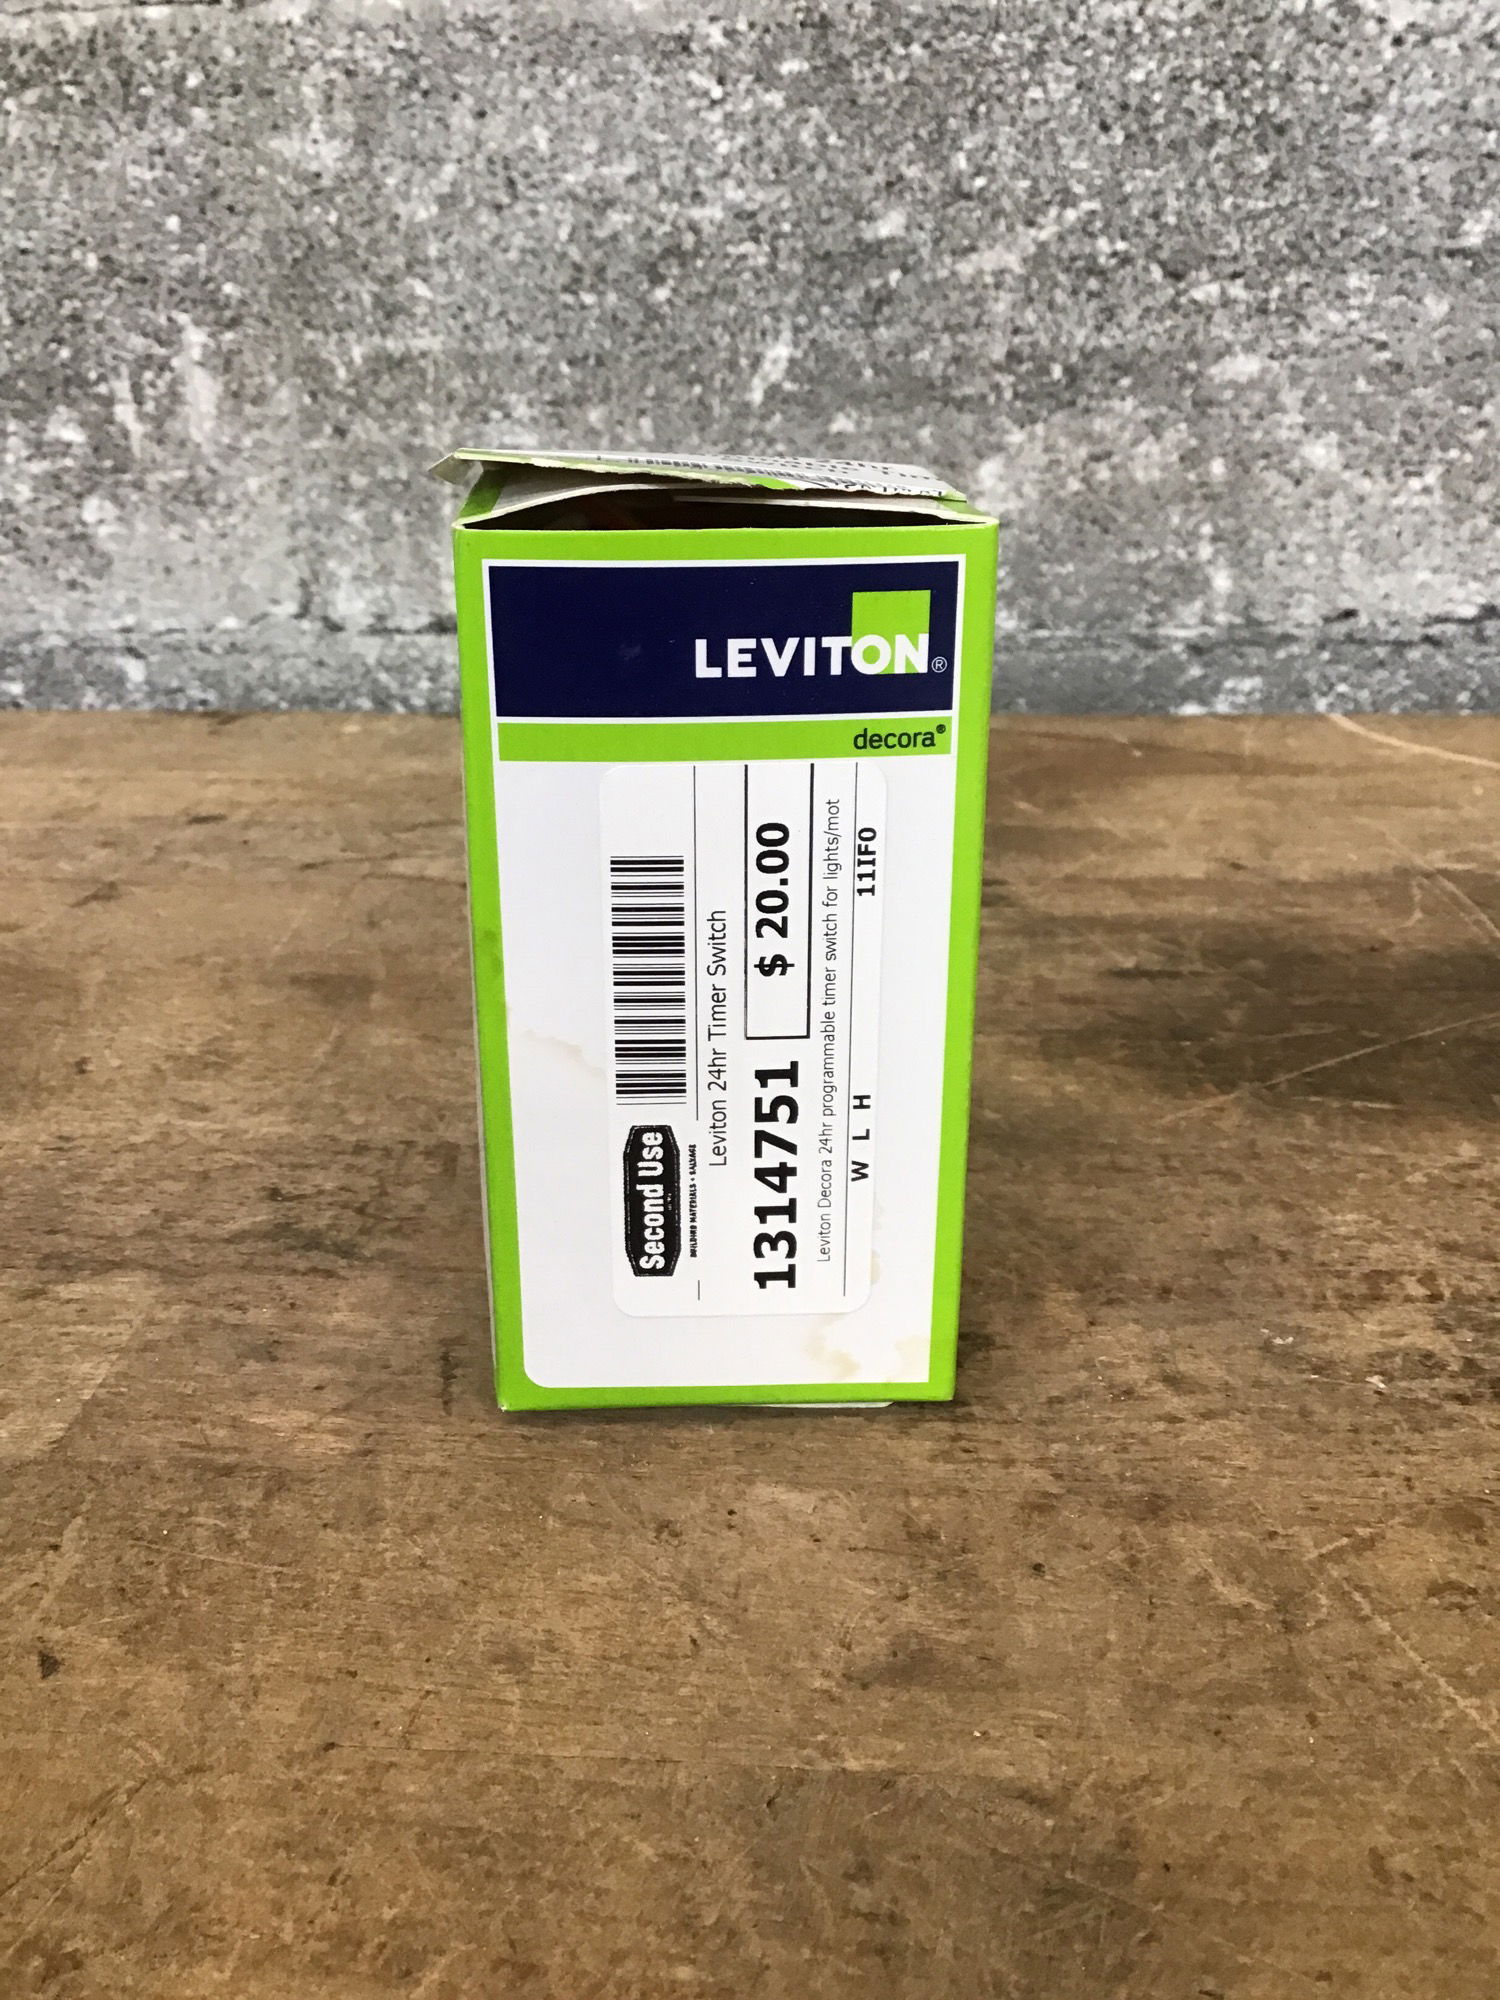 LEVITON®
decora®
Second Use
BUILDING MATERIALS + SALVAGE
Leviton 24hr Timer Switch
1314751 $ 20.00
Leviton Decora 24hr programmable timer switch for lights/mot
W L H 11IF0